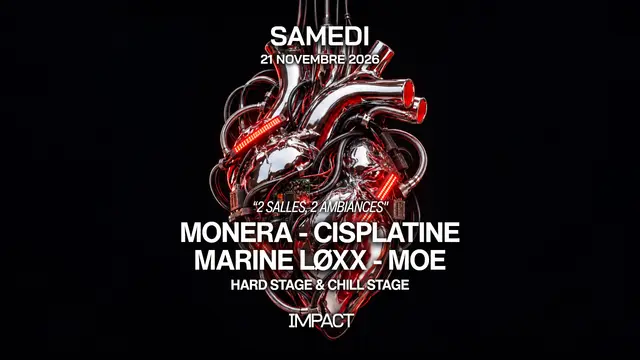 SAMEDI
21 NOVEMBRE 2026
"2 SALLES, 2 AMBIANCES"
MONERA - CISPLATINE
MARINE LØXX - MOE
HARD STAGE & CHILL STAGE
IMPACT